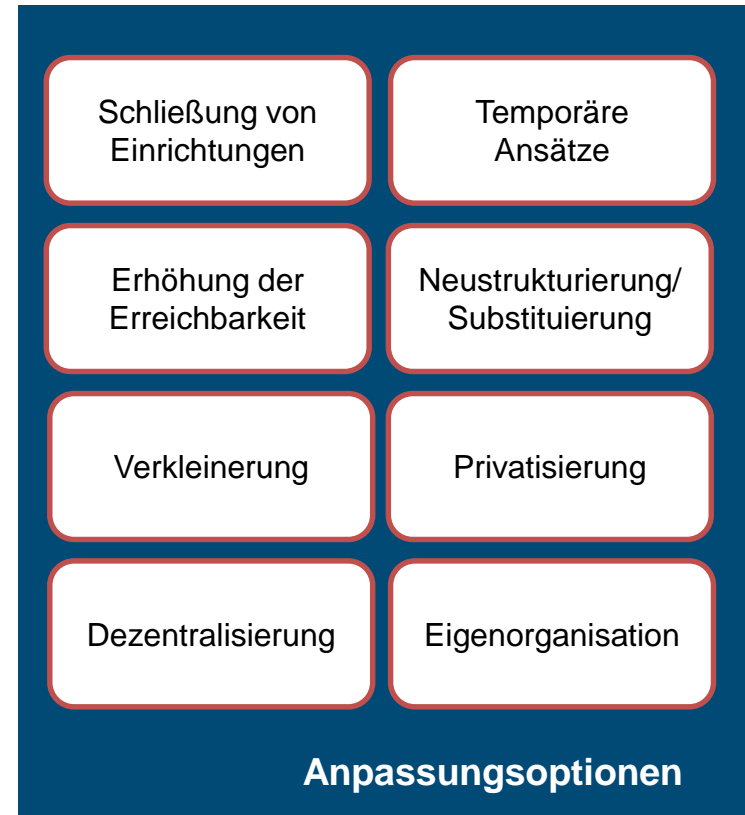 Schließung von
Einrichtungen
Temporäre
Ansätze
Erhöhung der
Erreichbarkeit
Neustrukturierung/
Substituierung
Verkleinerung
Privatisierung
Dezentralisierung
Eigenorganisation
Anpassungsoptionen